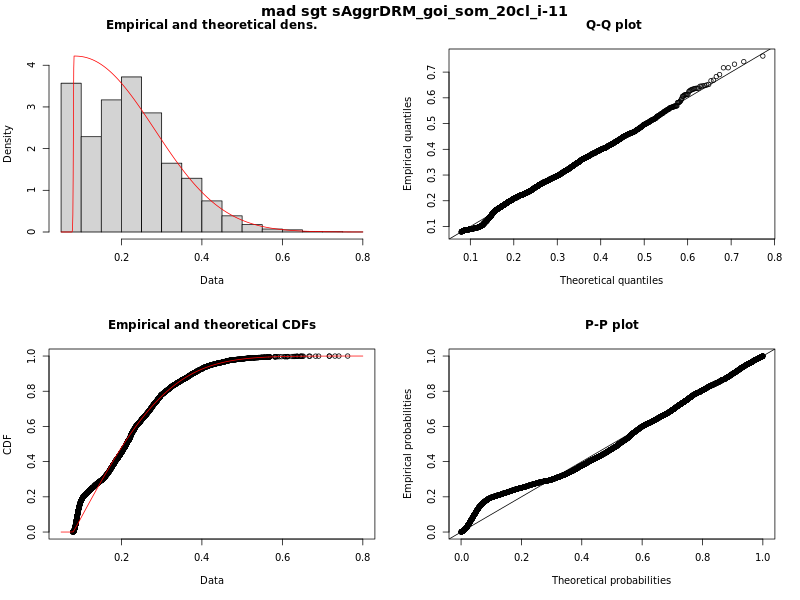 mad sgt sAggrDRM_goi_som_20cl_i-11
Empirical and theoretical dens.
Density
0 1 2 3 4
0.2 0.4 0.6 0.8
Data
Q-Q plot
Empirical quantiles
0.1 0.2 0.3 0.4 0.5 0.6 0.7
0.1 0.2 0.3 0.4 0.5 0.6 0.7 0.8
Theoretical quantiles
Empirical and theoretical CDFs
CDF
0.0 0.2 0.4 0.6 0.8 1.0
0.2 0.4 0.6 0.8
Data
P-P plot
Empirical probabilities
0.0 0.2 0.4 0.6 0.8 1.0
0.0 0.2 0.4 0.6 0.8 1.0
Theoretical probabilities